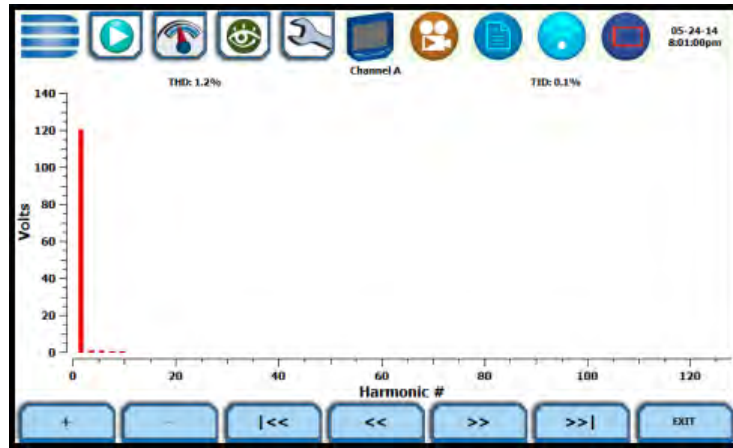 05-24-14
8:01:00pm
Channel A
THD: 1.2%
TID: 0.1%
140
120
100
80
60
40
20
0
Volts
0 20 40 60 80 100 120
Harmonic #
+ - |<< << >> >>| EXIT